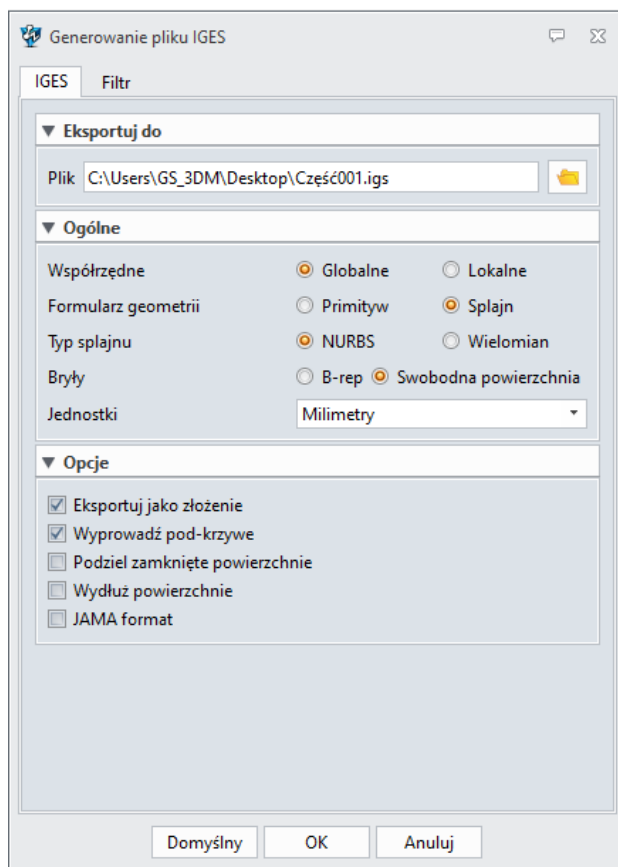 Generowanie pliku IGES
IGES Filtr
Eksportuj do
Plik C:\Users\GS_3DM\Desktop\Część001.igs
Ogólne
Współrzędne Globalne Lokalne
Formularz geometrii Prymityw Splajn
Typ splajnu NURBS Wielomian
Bryły B-rep Swobodna powierzchnia
Jednostki Milimetry
Opcje
Eksportuj jako złożenie
Wyprowadź pod-krzywe
Podziel zamknięte powierzchnie
Wydłuż powierzchnie
JAMA format
Domyślny OK Anuluj